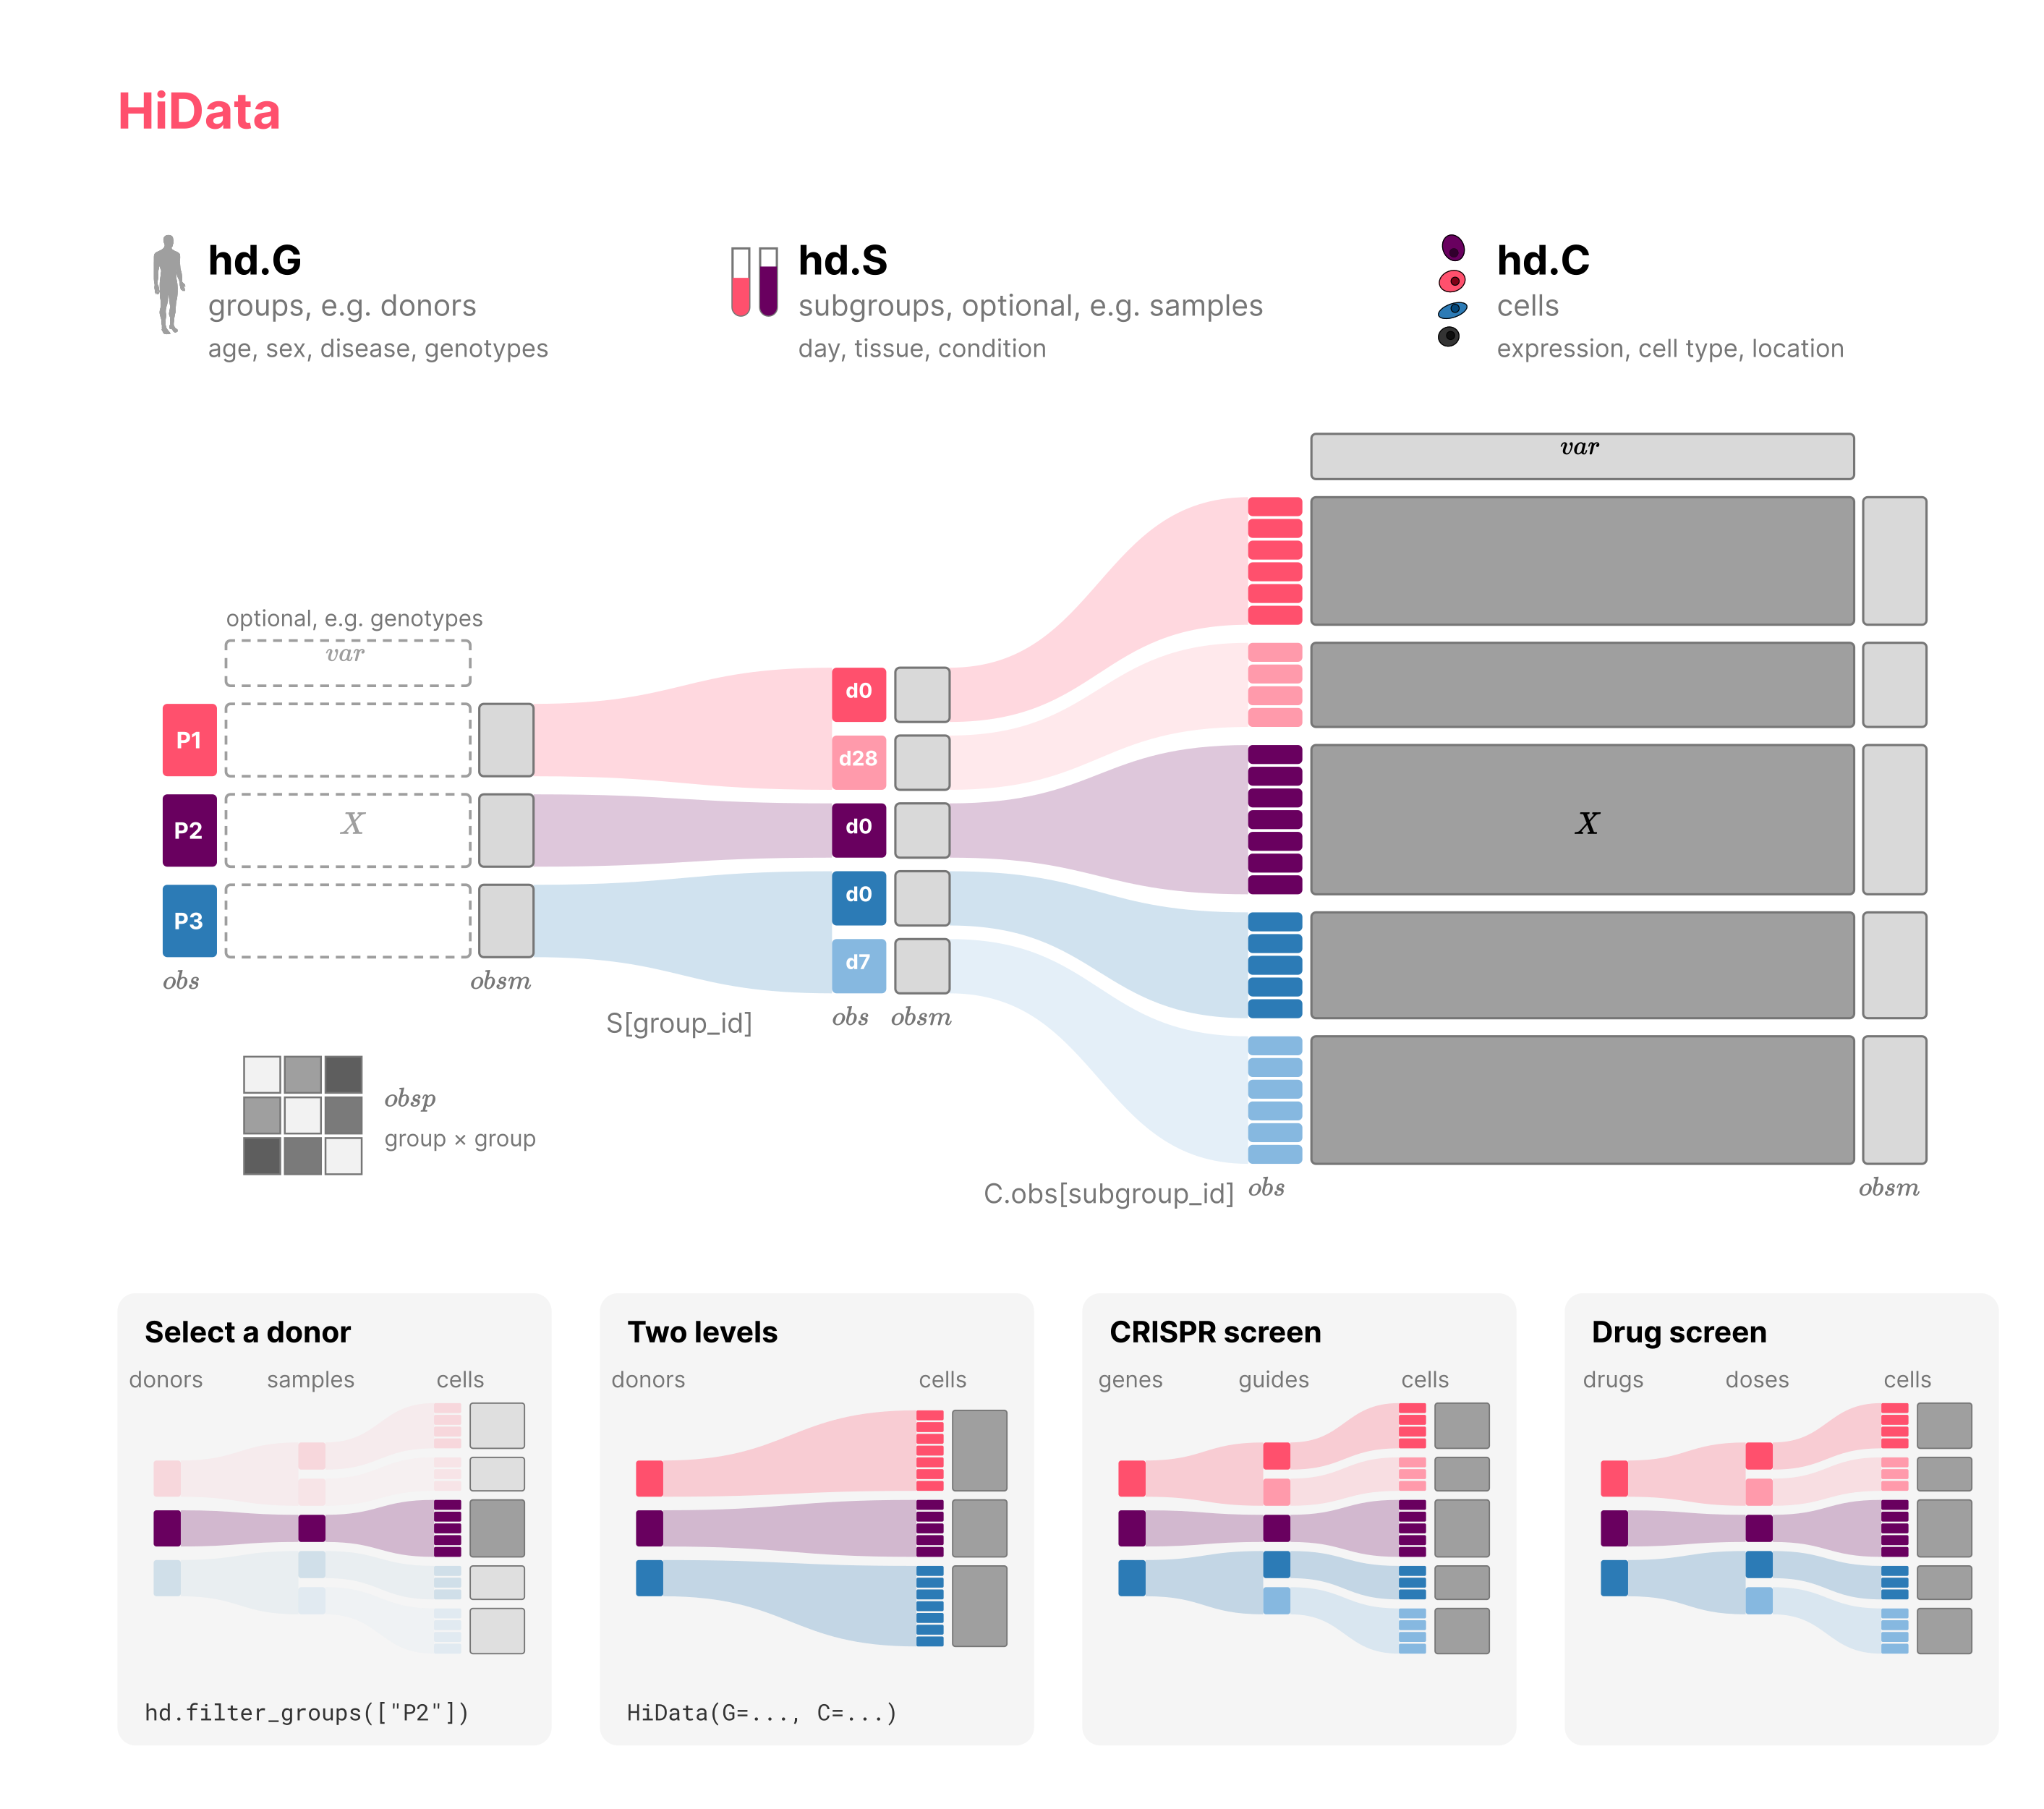 HiData
hd.G
groups, e.g. donors
age, sex, disease, genotypes
hd.S
subgroups, optional, e.g. samples
day, tissue, condition
hd.C
cells
expression, cell type, location
var
optional, e.g. genotypes
var
P1
P2
X
P3
obs
obsm
d0
d28
d0
d0
d7
S[group_id]
obs
obsm
X
obsp
group × group
C.obs[subgroup_id]
obs
obsm
Select a donor
donors
samples
cells
hd.filter_groups(["P2"])
Two levels
donors
cells
HiData(G=..., C=...)
CRISPR screen
genes
guides
cells
Drug screen
drugs
doses
cells